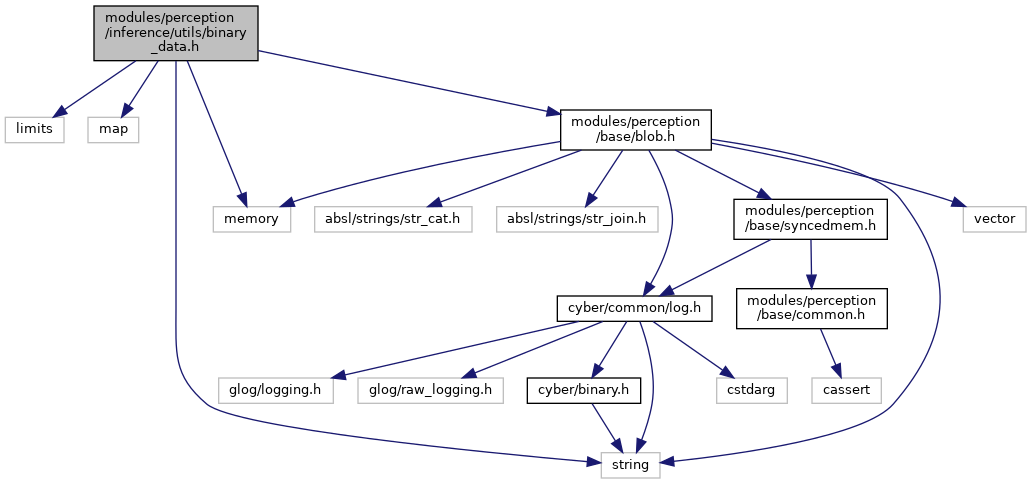 modules/perception
/inference/utils/binary
_data.h
limits
map
modules/perception
/base/blob.h
memory
absl/strings/str_cat.h
absl/strings/str_join.h
modules/perception
/base/syncedmem.h
vector
cyber/common/log.h
modules/perception
/base/common.h
glog/logging.h
glog/raw_logging.h
cyber/binary.h
cstdarg
cassert
string